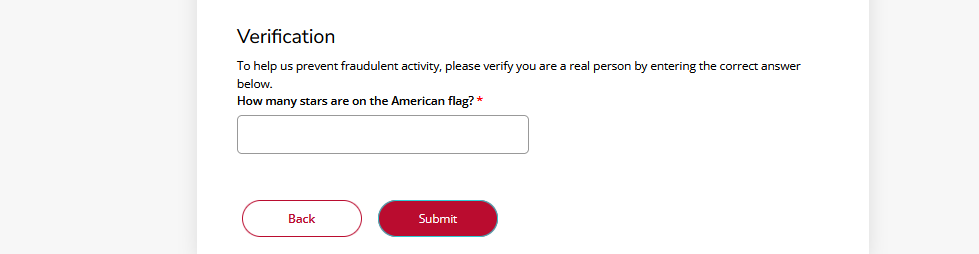 Verification
To help us prevent fraudulent activity, please verify you are a real person by entering the correct answer
below.
How many stars are on the American flag? *
Back
Submit